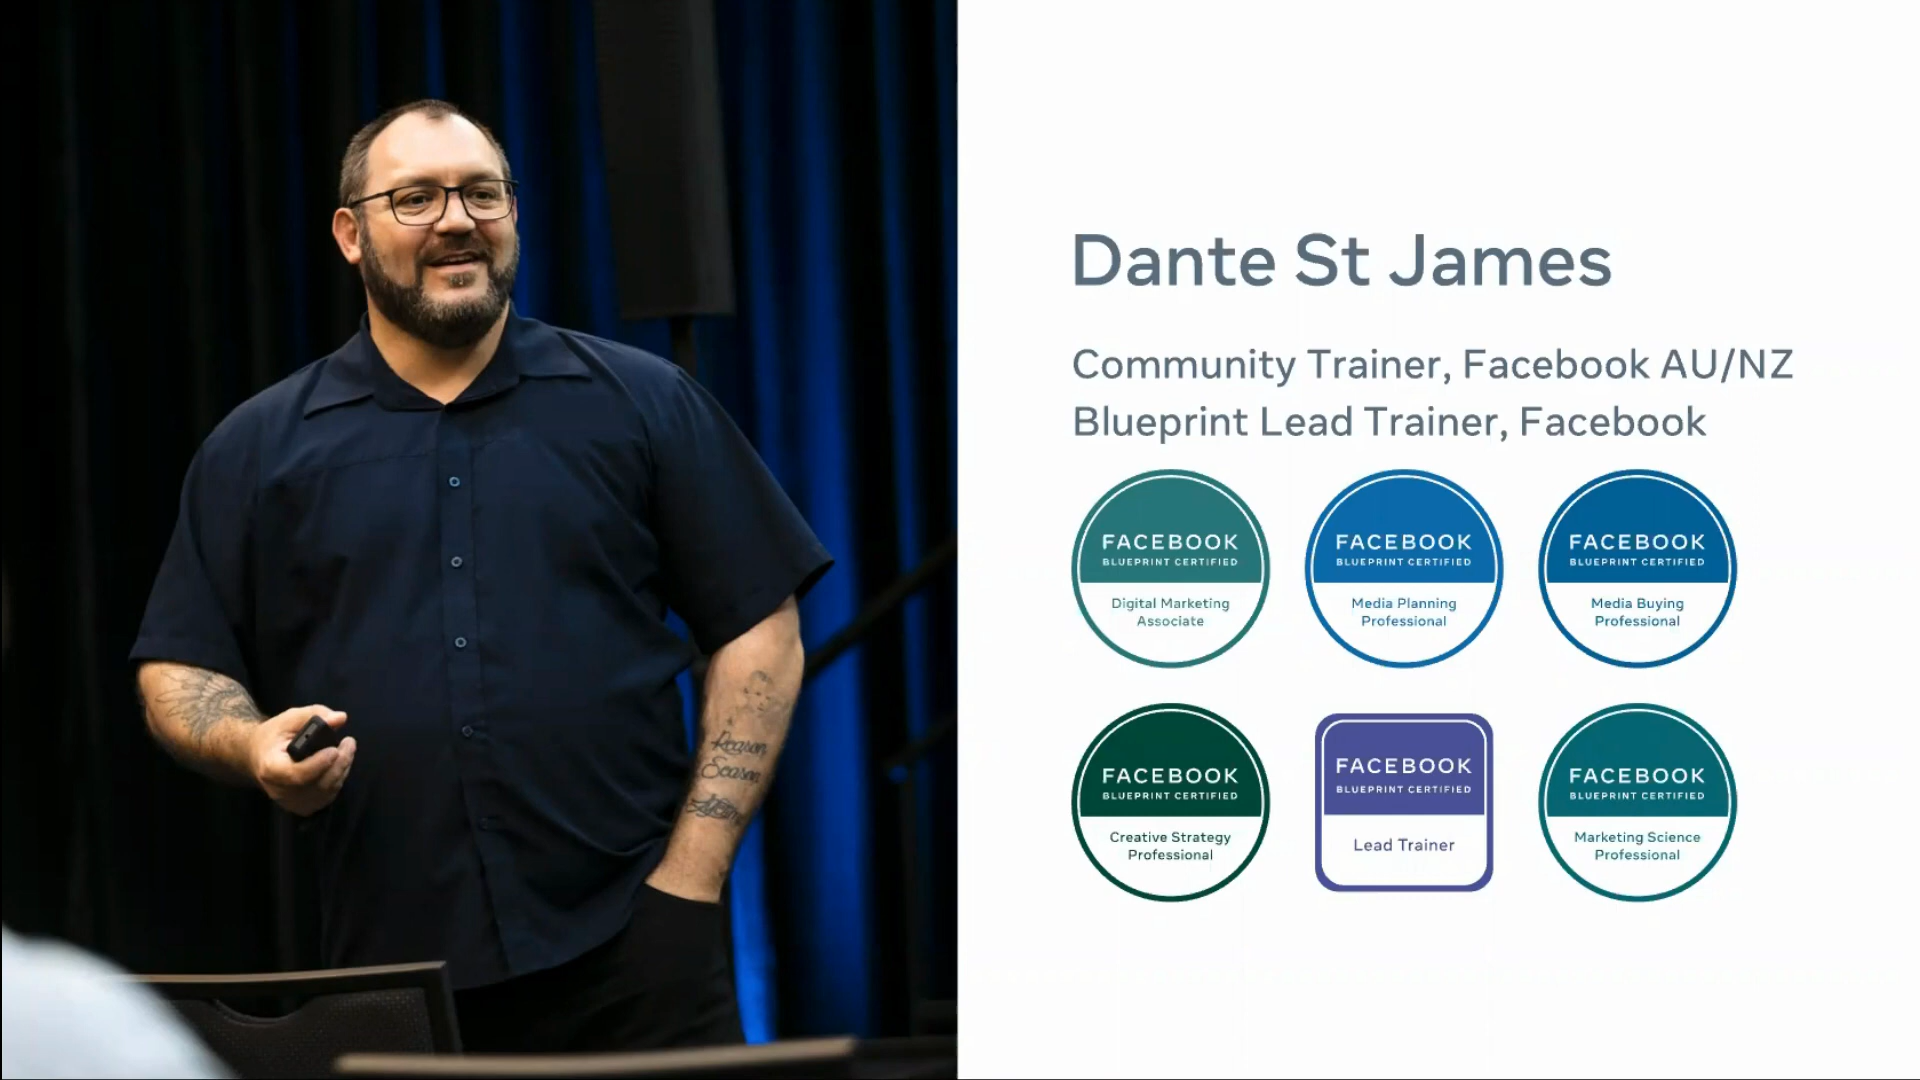 Dante St James
Community Trainer, Facebook AU/NZ
Blueprint Lead Trainer, Facebook
FACEBOOK
BLUEPRINT CERTIFIED
Digital Marketing
Associate
FACEBOOK
BLUEPRINT CERTIFIED
Media Planning
Professional
FACEBOOK
BLUEPRINT CERTIFIED
Media Buying
Professional
FACEBOOK
BLUEPRINT CERTIFIED
Creative Strategy
Professional
FACEBOOK
BLUEPRINT CERTIFIED
Lead Trainer
FACEBOOK
BLUEPRINT CERTIFIED
Marketing Science
Professional
Reason
Season